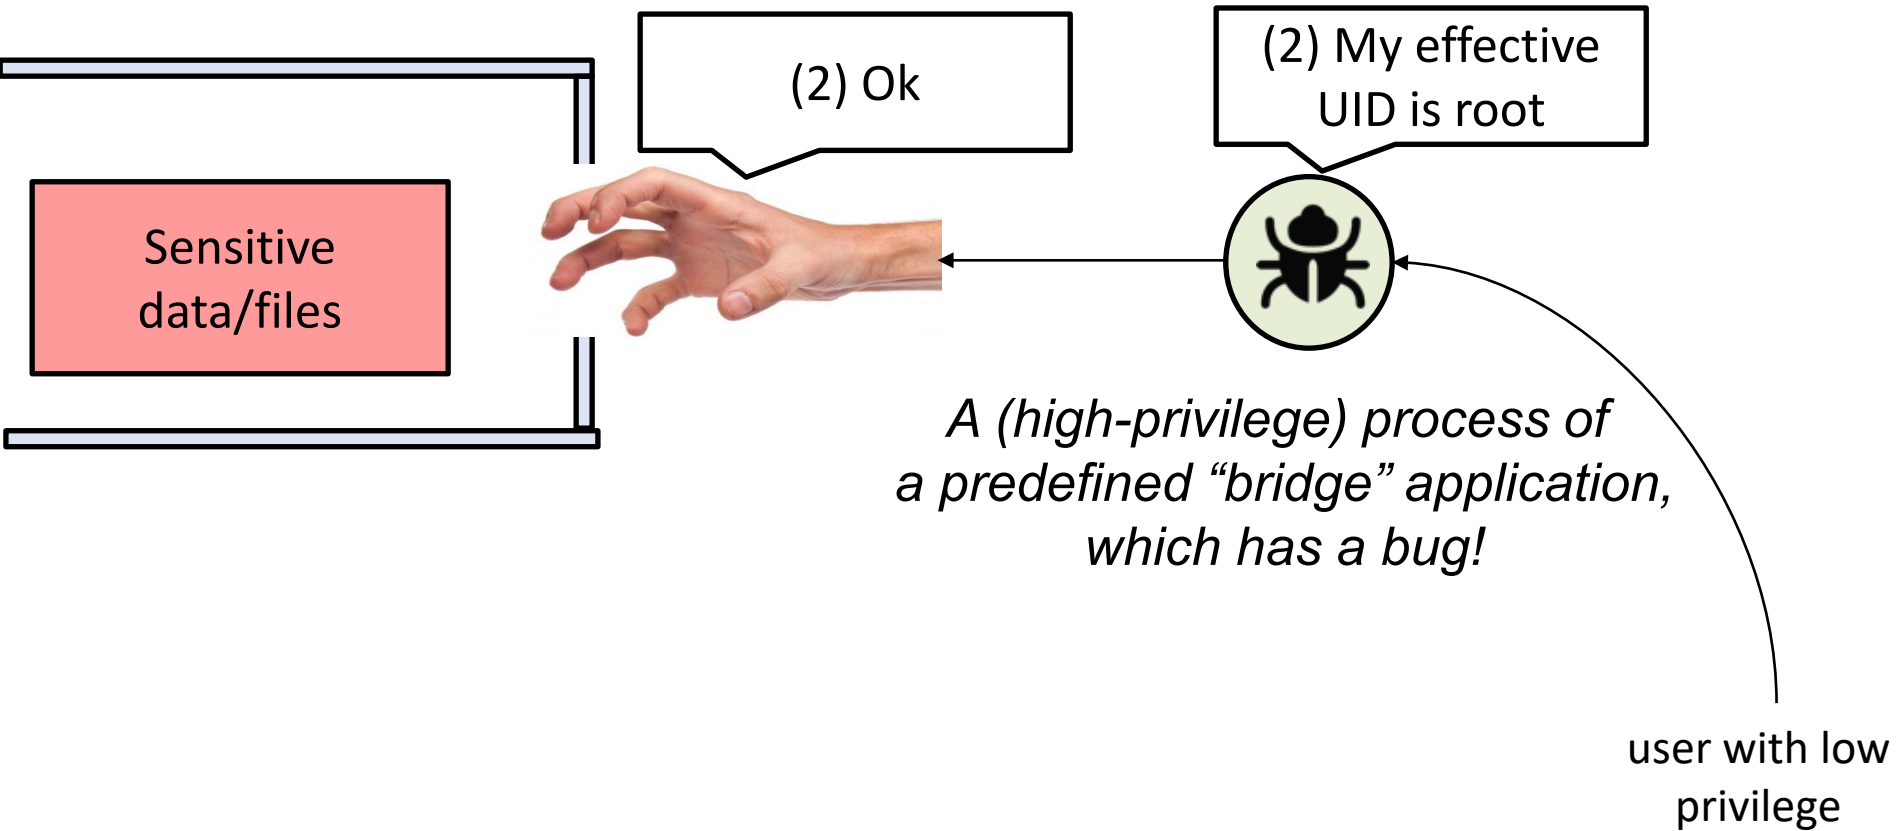 (2) Ok
(2) My effective
UID is root
Sensitive
data/files
A (high-privilege) process of
a predefined “bridge” application,
which has a bug!
user with low
privilege